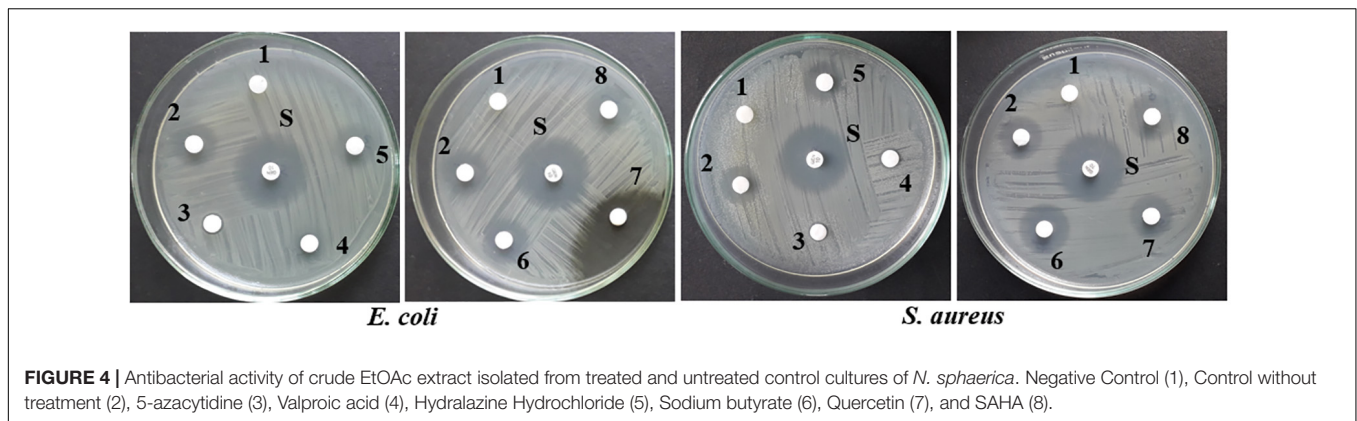 1
2
S
5
3
4
1
8
S
2
7
6
5
1
S
2
4
3
1
2
8
S
6
7
E. coli
S. aureus
FIGURE 4 | Antibacterial activity of crude EtOAc extract isolated from treated and untreated control cultures of N. sphaerica. Negative Control (1), Control without
treatment (2), 5-azacytidine (3), Valproic acid (4), Hydralazine Hydrochloride (5), Sodium butyrate (6), Quercetin (7), and SAHA (8).